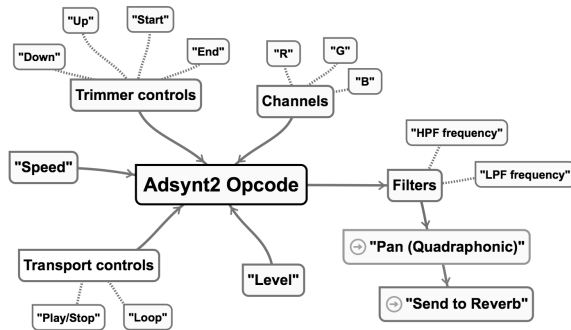 "Up"
"Start"
"Down"
"End"
Trimmer controls
"R"
"G"
"B"
Channels
"HPF frequency"
"LPF frequency"
"Speed"
Adsynt2 Opcode
Filters
"Pan (Quadraphonic)"
Transport controls
"Level"
"Send to Reverb"
"Play/Stop"
"Loop"